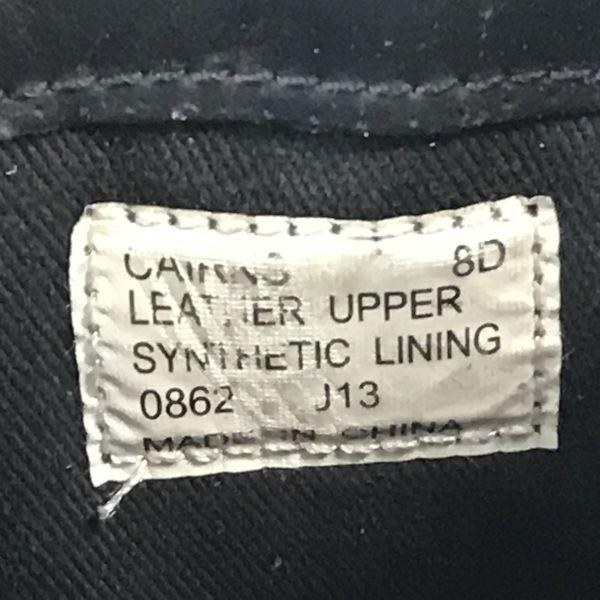 CAIRNS 8D
LEATHER UPPER
SYNTHETIC LINING
0862 J13
MADE IN CHINA